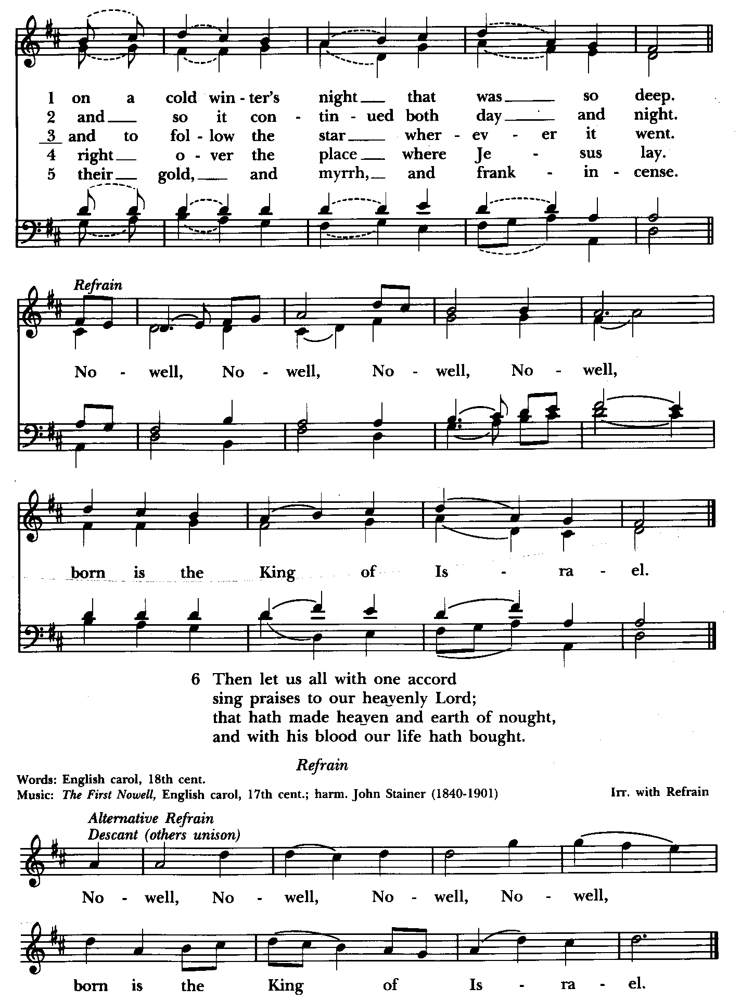 1 on a cold win - ter's night that was so deep.
2 and so it con - tin - ued both day and night.
3 and to fol - low the star wher - ev - er it went.
4 right o - ver the place where Je - sus lay.
5 their gold, and myrrh, and frank - in - cense.
Refrain
No - well, No - well, No - well, No - well,
born is the King of Is - ra - el.
6 Then let us all with one accord
sing praises to our heavenly Lord;
that hath made heaven and earth of nought,
and with his blood our life hath bought.
Refrain
Words: English carol, 18th cent.
Music: The First Nowell, English carol, 17th cent.; harm. John Stainer (1840-1901) Irr. with Refrain
Alternative Refrain
Descant (others unison)
No - well, No - well, No - well, No - well,
born is the King of Is - ra - el.